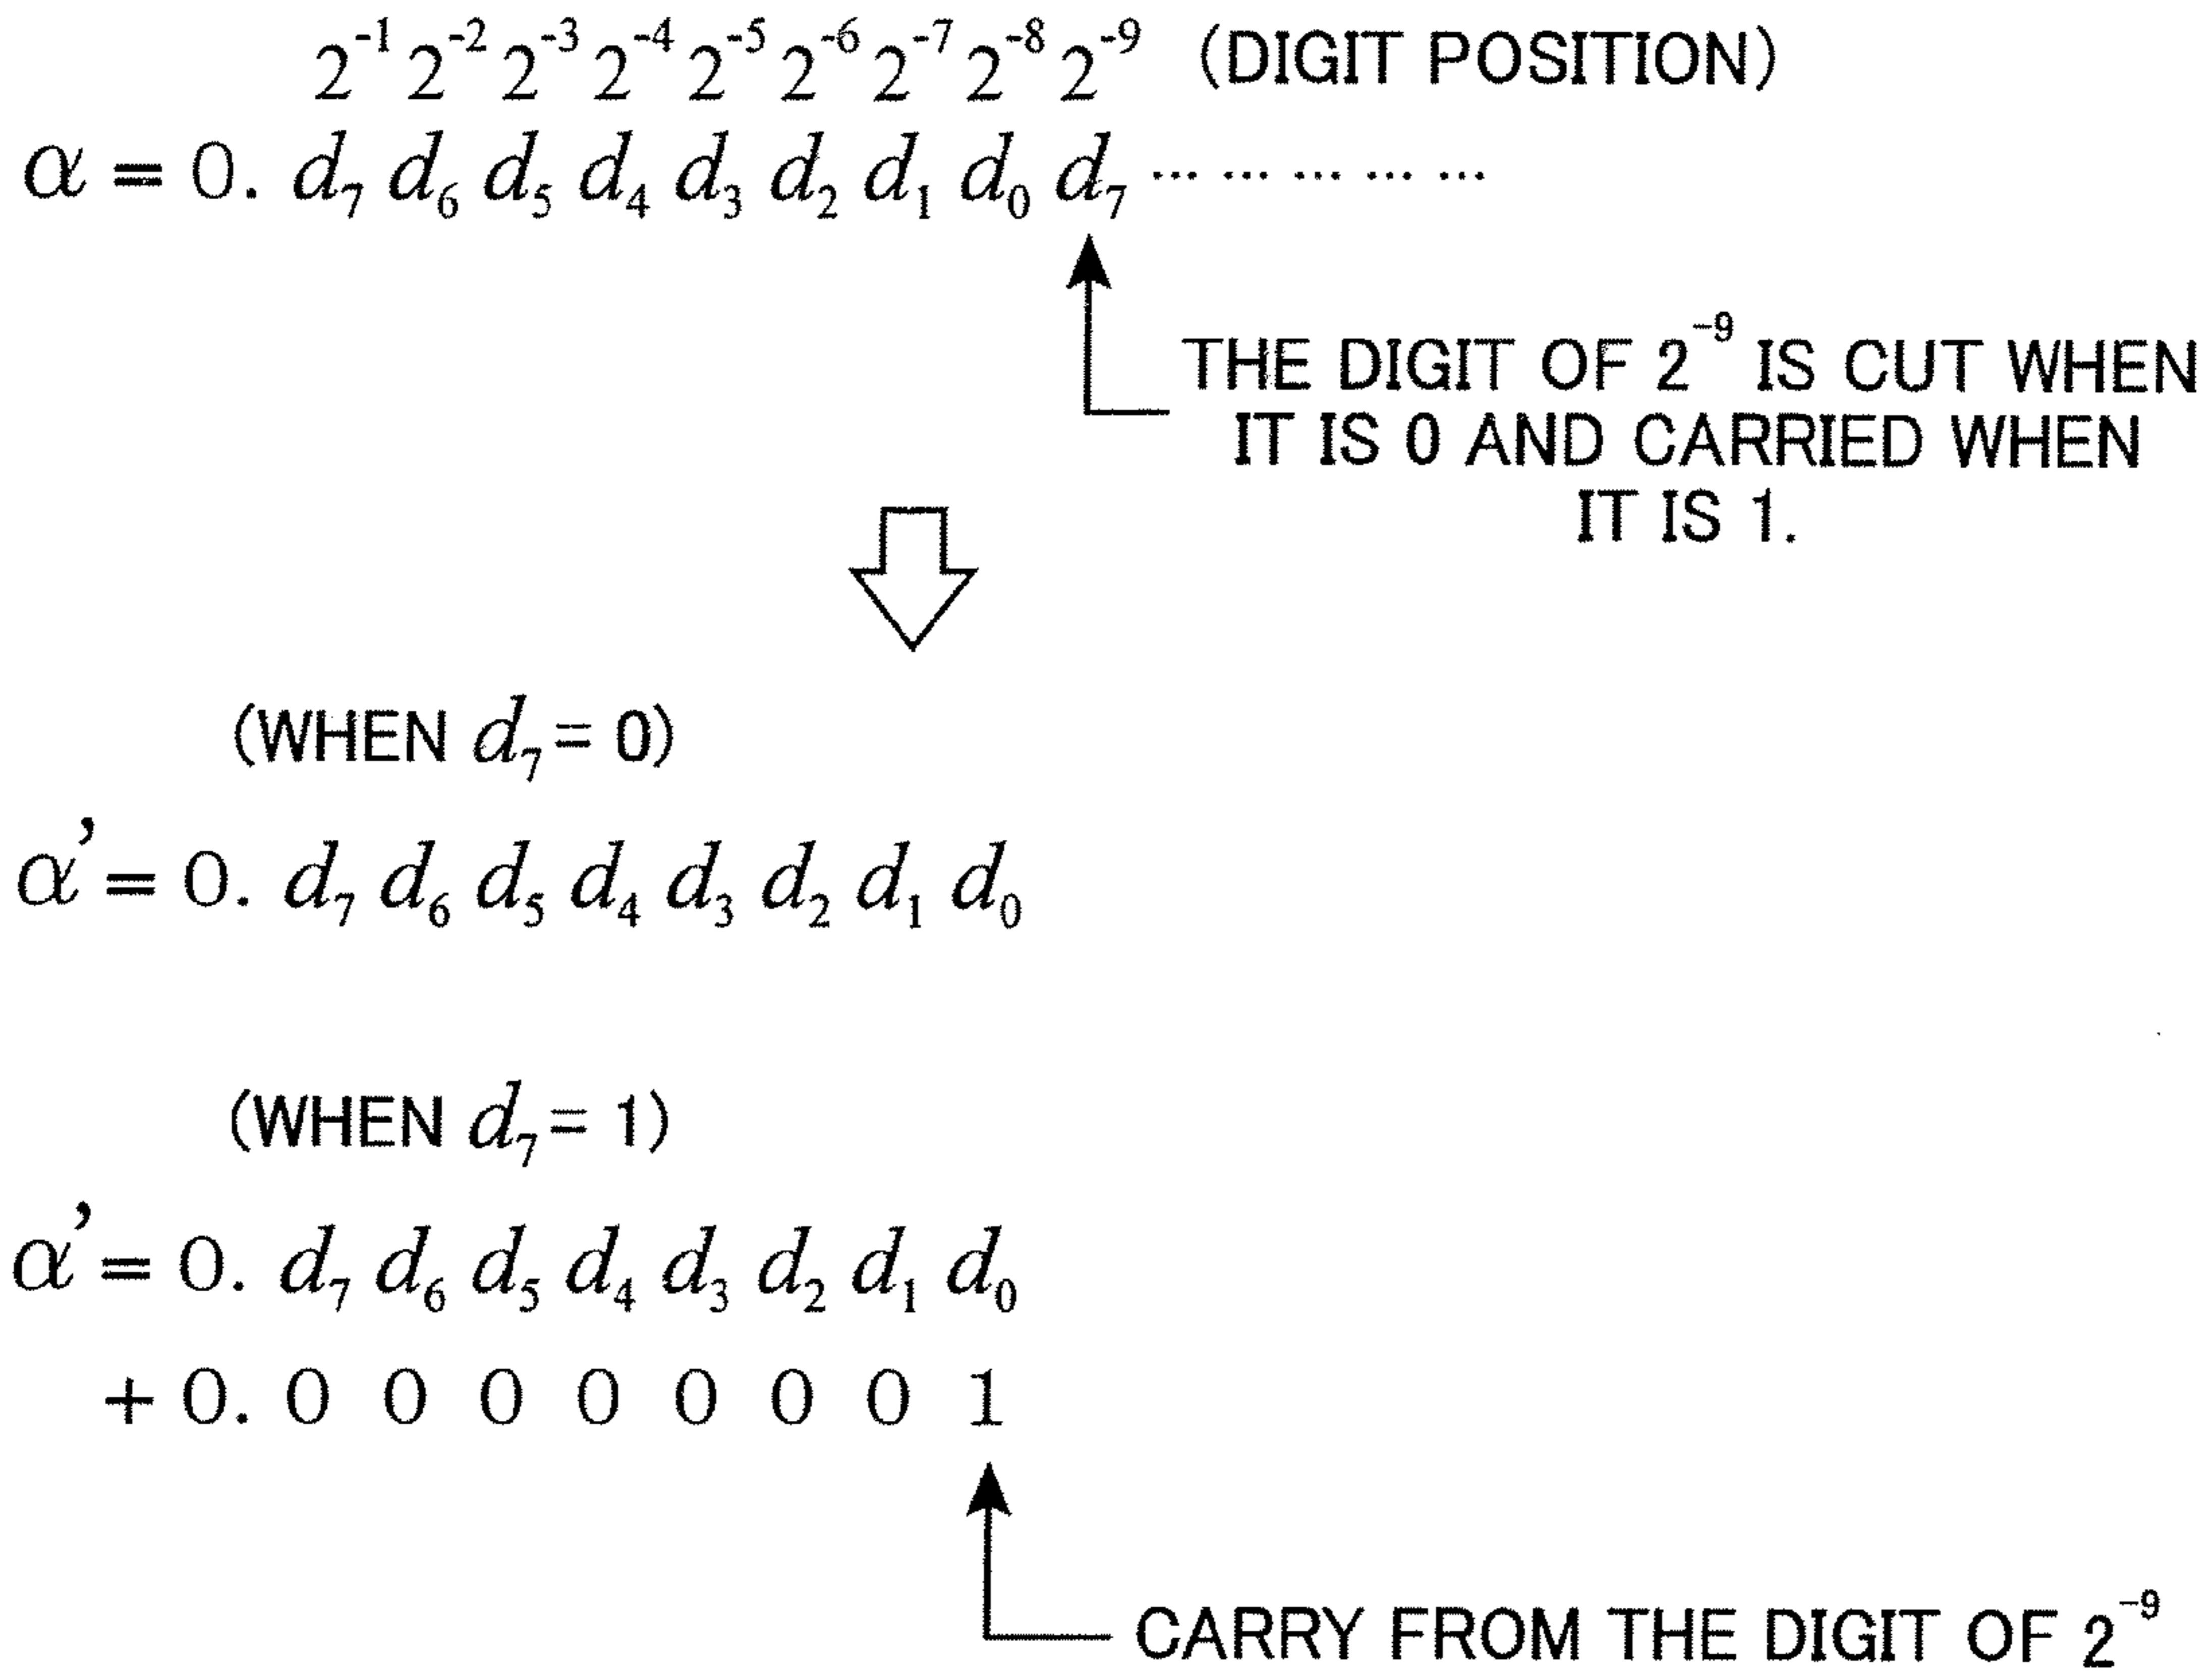 2⁻¹ 2⁻² 2⁻³ 2⁻⁴ 2⁻⁵ 2⁻⁶ 2⁻⁷ 2⁻⁸ 2⁻⁹ (DIGIT POSITION)
α = 0. d₇ d₆ d₅ d₄ d₃ d₂ d₁ d₀ d₇ ... ... ... ... ...
THE DIGIT OF 2⁻⁹ IS CUT WHEN
IT IS 0 AND CARRIED WHEN
IT IS 1.
(WHEN d₇ = 0)
α' = 0. d₇ d₆ d₅ d₄ d₃ d₂ d₁ d₀
(WHEN d₇ = 1)
α' = 0. d₇ d₆ d₅ d₄ d₃ d₂ d₁ d₀
+ 0. 0 0 0 0 0 0 0 1
CARRY FROM THE DIGIT OF 2⁻⁹